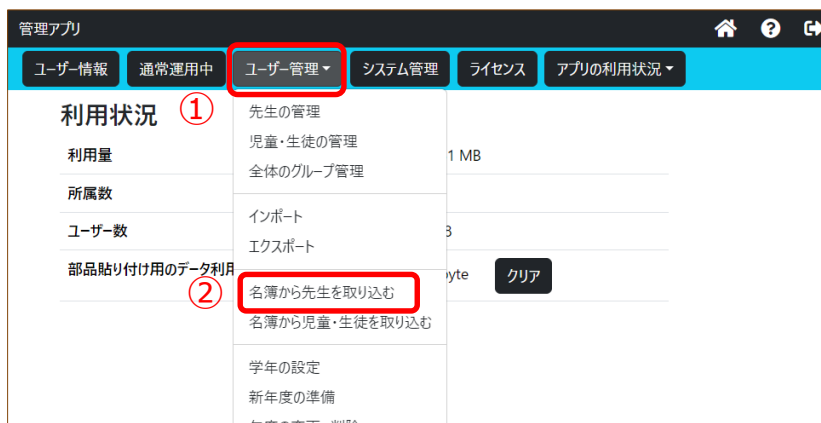 管理アプリ
ユーザー情報 通常運用中 ユーザー管理 システム管理 ライセンス アプリの利用状況
①
利用状況
利用量
1 MB
所属数
ユーザー数
部品貼り付け用のデータ利用
yte
クリア
先生の管理
児童・生徒の管理
全体のグループ管理
インポート
エクスポート
②
名簿から先生を取り込む
名簿から児童・生徒を取り込む
学年の設定
新年度の準備